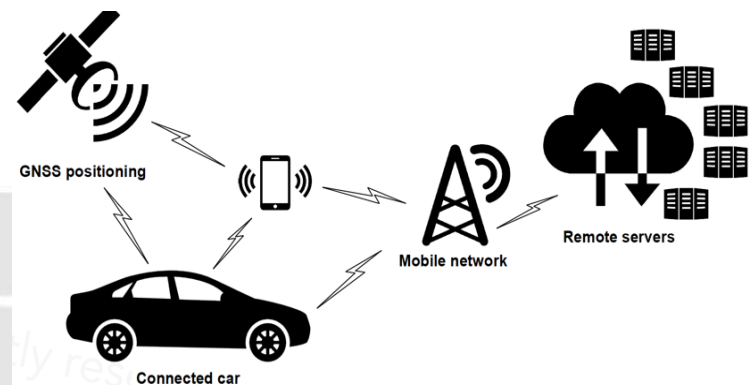 GNSS positioning
Mobile network
Remote servers
Connected car